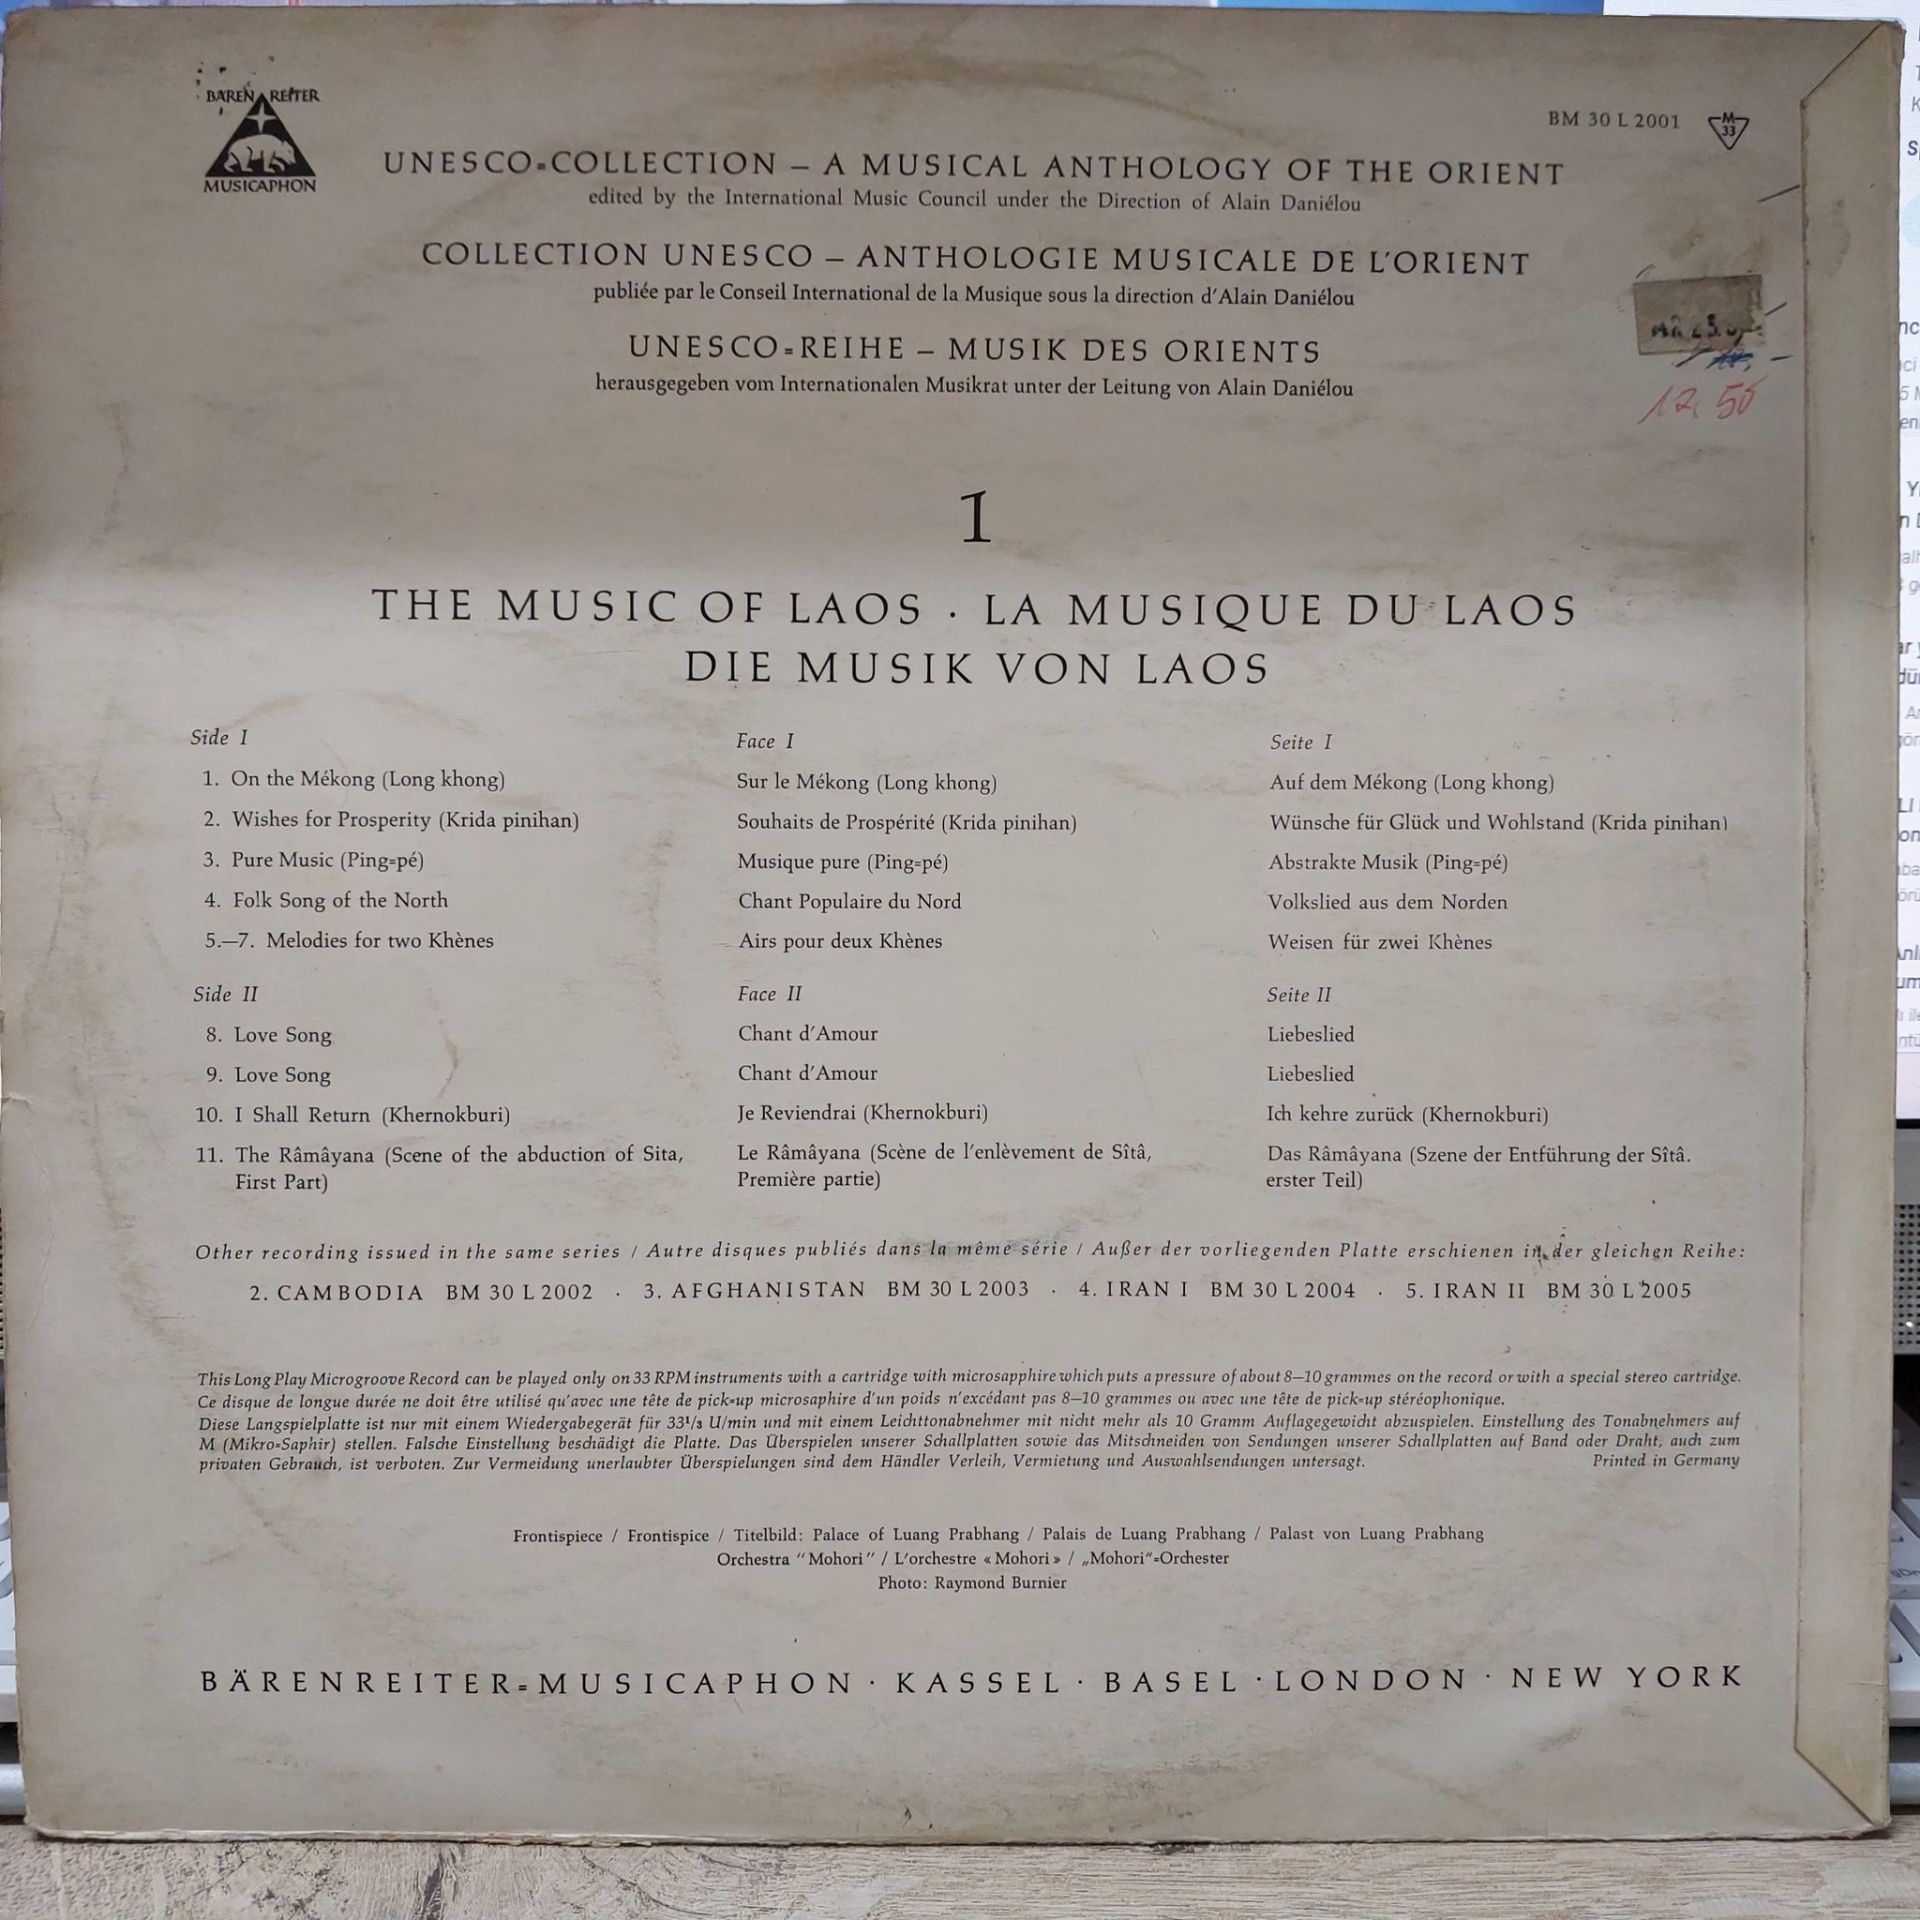 BÄRENREITER
MUSICAPHON
BM 30 L 2001
M
33
UNESCO=COLLECTION – A MUSICAL ANTHOLOGY OF THE ORIENT
edited by the International Music Council under the Direction of Alain Daniélou
COLLECTION UNESCO – ANTHOLOGIE MUSICALE DE L'ORIENT
publiée par le Conseil International de la Musique sous la direction d'Alain Daniélou
UNESCO=REIHE – MUSIK DES ORIENTS
herausgegeben vom Internationalen Musikrat unter der Leitung von Alain Daniélou
12,50
1
THE MUSIC OF LAOS · LA MUSIQUE DU LAOS
DIE MUSIK VON LAOS
Side I
1. On the Mékong (Long khong)
2. Wishes for Prosperity (Krida pinihan)
3. Pure Music (Ping=pé)
4. Folk Song of the North
5.–7. Melodies for two Khènes
Side II
8. Love Song
9. Love Song
10. I Shall Return (Khernokburi)
11. The Râmâyana (Scene of the abduction of Sita,
First Part)
Face I
Sur le Mékong (Long khong)
Souhaits de Prospérité (Krida pinihan)
Musique pure (Ping=pé)
Chant Populaire du Nord
Airs pour deux Khènes
Face II
Chant d'Amour
Chant d'Amour
Je Reviendrai (Khernokburi)
Le Râmâyana (Scène de l'enlèvement de Sîtâ,
Première partie)
Seite I
Auf dem Mékong (Long khong)
Wünsche für Glück und Wohlstand (Krida pinihan)
Abstrakte Musik (Ping=pé)
Volkslied aus dem Norden
Weisen für zwei Khènes
Seite II
Liebeslied
Liebeslied
Ich kehre zurück (Khernokburi)
Das Râmâyana (Szene der Entführung der Sîtâ.
erster Teil)
Other recording issued in the same series / Autre disques publiés dans la même série / Außer der vorliegenden Platte erschienen in der gleichen Reihe:
2. CAMBODIA BM 30 L 2002 · 3. AFGHANISTAN BM 30 L 2003 · 4. IRAN I BM 30 L 2004 · 5. IRAN II BM 30 L 2005
This Long Play Microgroove Record can be played only on 33 RPM instruments with a cartridge with microsapphire which puts a pressure of about 8–10 grammes on the record or with a special stereo cartridge.
Ce disque de longue durée ne doit être utilisé qu'avec une tête de pick=up microsaphire d'un poids n'excédant pas 8–10 grammes ou avec une tête de pick=up stéréophonique.
Diese Langspielplatte ist nur mit einem Wiedergabegerät für 33¹/₃ U/min und mit einem Leichttonabnehmer mit nicht mehr als 10 Gramm Auflagegewicht abzuspielen. Einstellung des Tonabnehmers auf
M (Mikro=Saphir) stellen. Falsche Einstellung beschädigt die Platte. Das Überspielen unserer Schallplatten sowie das Mitschneiden von Sendungen unserer Schallplatten auf Band oder Draht, auch zum
privaten Gebrauch, ist verboten. Zur Vermeidung unerlaubter Überspielungen sind dem Händler Verleih, Vermietung und Auswahlsendungen untersagt. Printed in Germany
Frontispiece / Frontispice / Titelbild: Palace of Luang Prabhang / Palais de Luang Prabhang / Palast von Luang Prabhang
Orchestra "Mohori" / L'orchestre « Mohori » / „Mohori"=Orchester
Photo: Raymond Burnier
BÄRENREITER=MUSICAPHON · KASSEL · BASEL · LONDON · NEW YORK